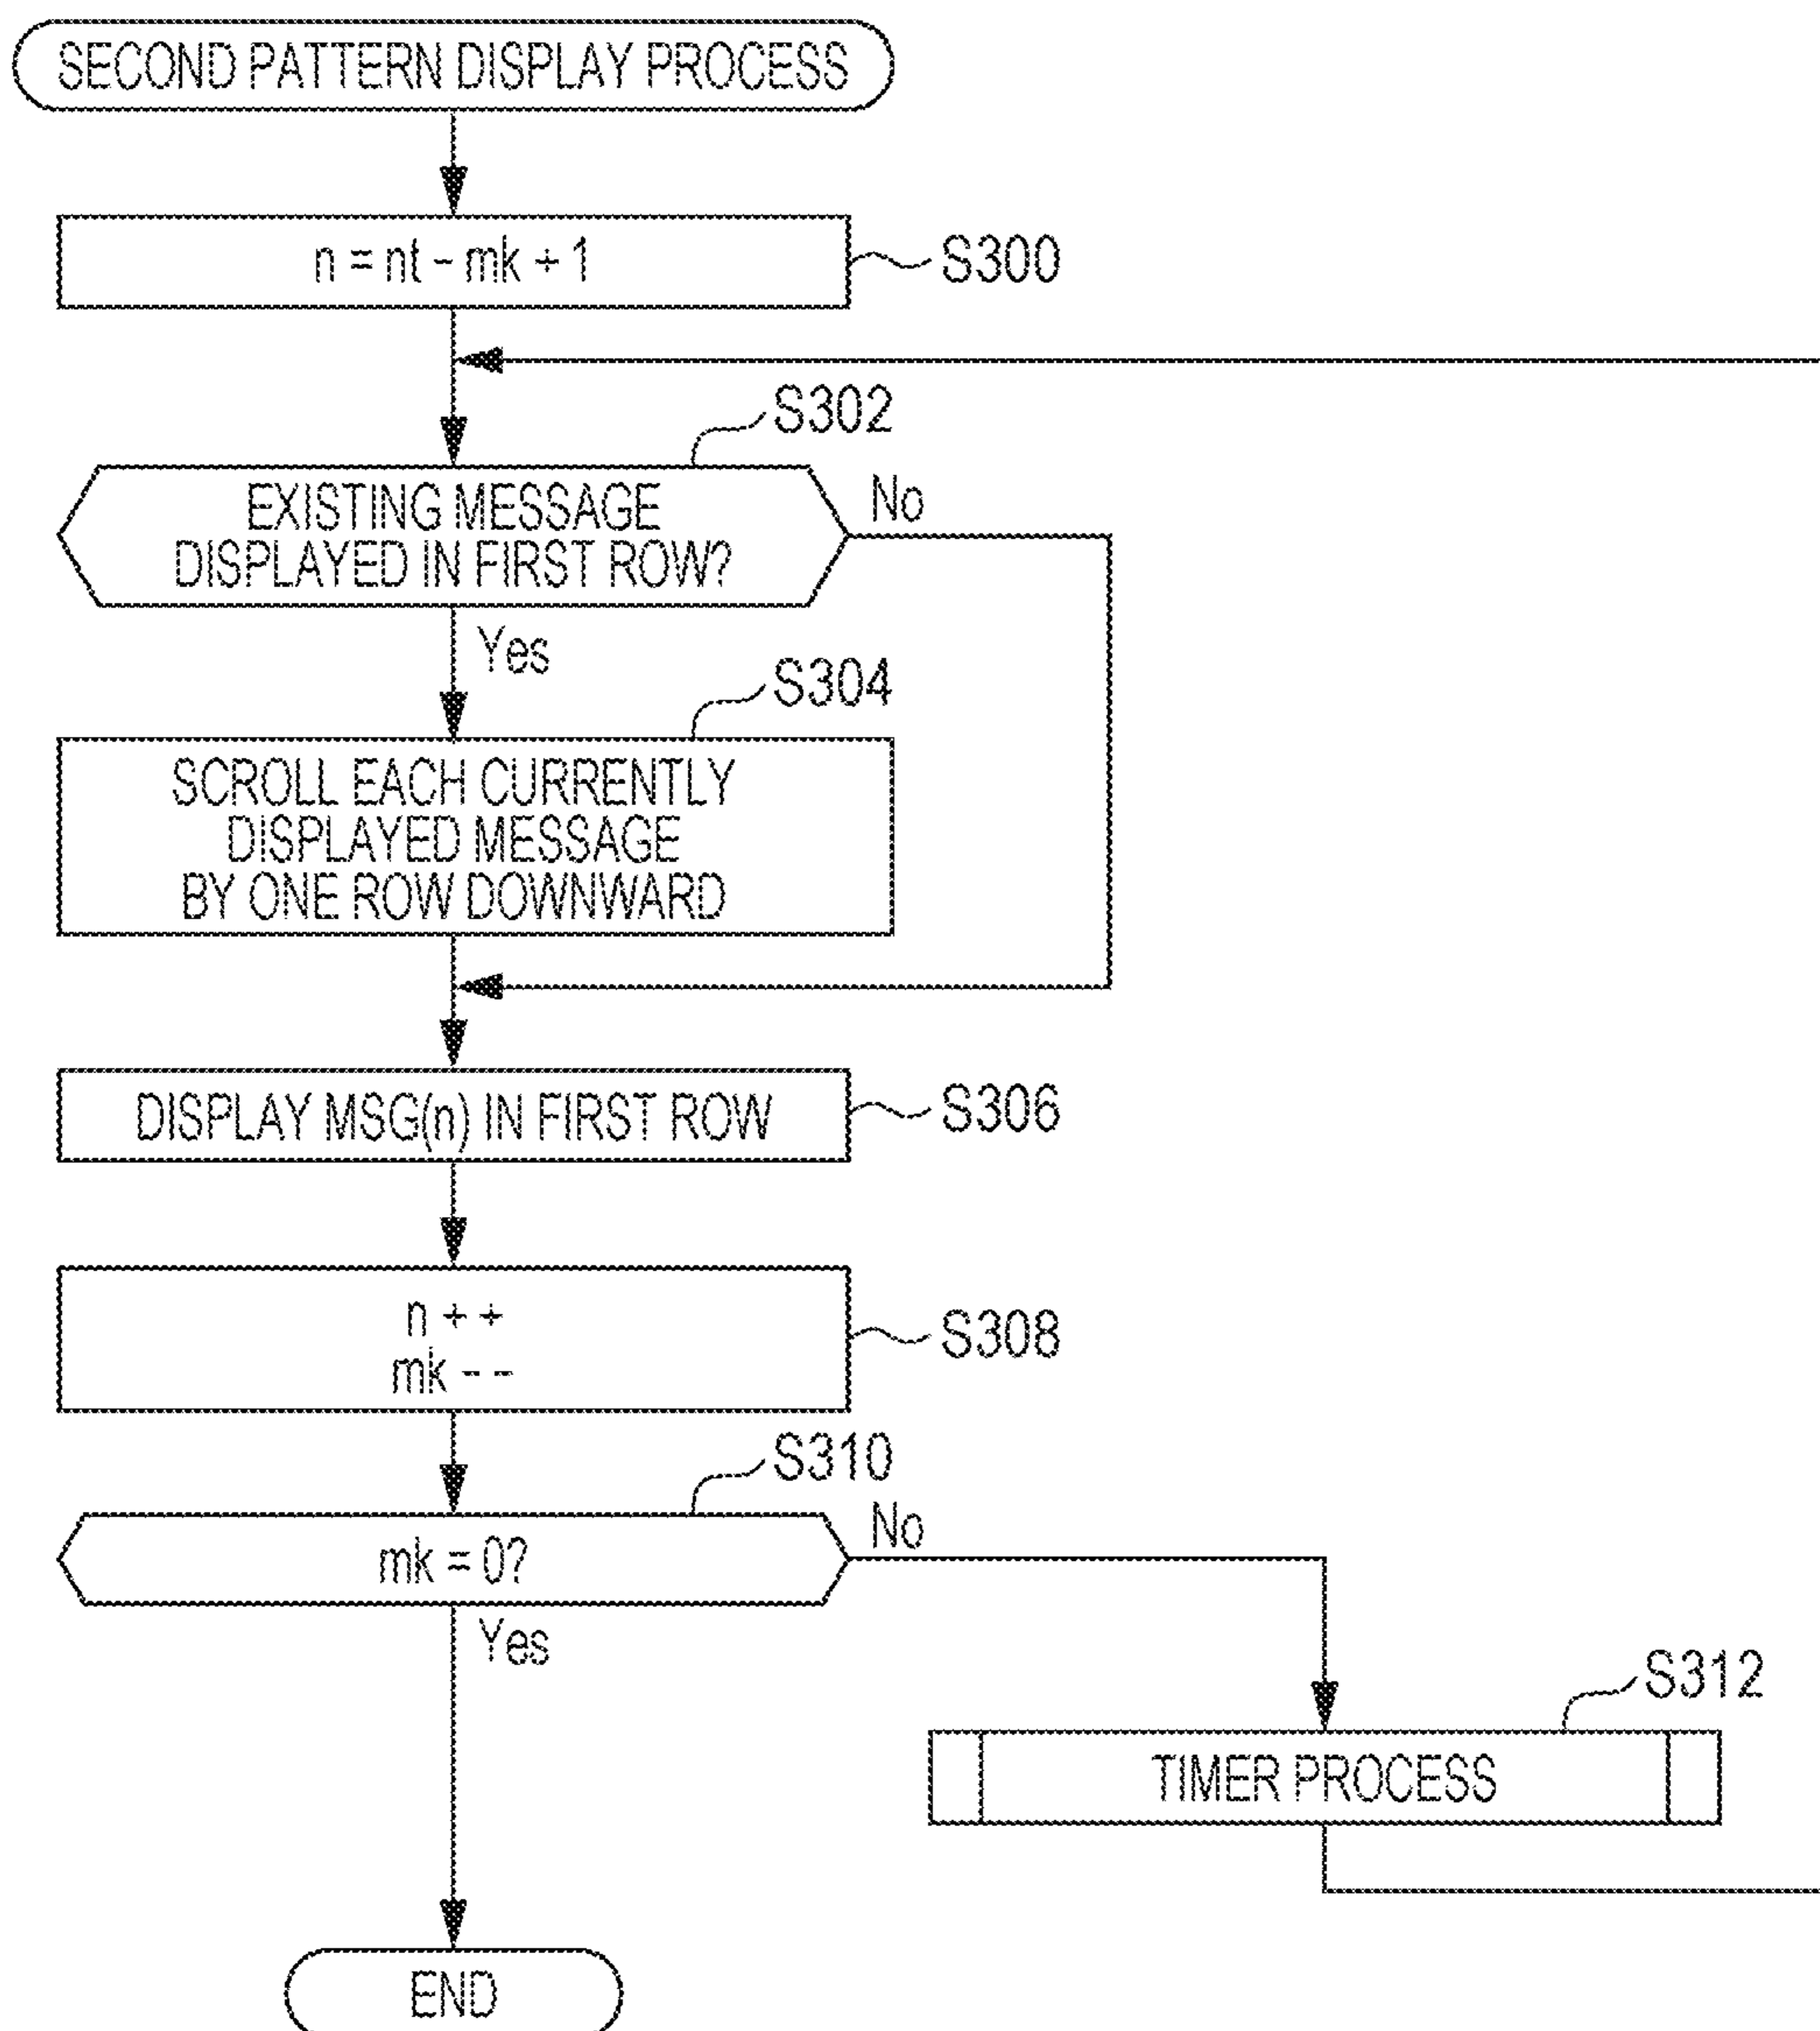 SECOND PATTERN DISPLAY PROCESS
n = nt - mk + 1
S300
S302
EXISTING MESSAGE
DISPLAYED IN FIRST ROW?
No
Yes
S304
SCROLL EACH CURRENTLY
DISPLAYED MESSAGE
BY ONE ROW DOWNWARD
DISPLAY MSG(n) IN FIRST ROW
S306
n + +
mk - -
S308
S310
mk = 0?
No
Yes
S312
TIMER PROCESS
END